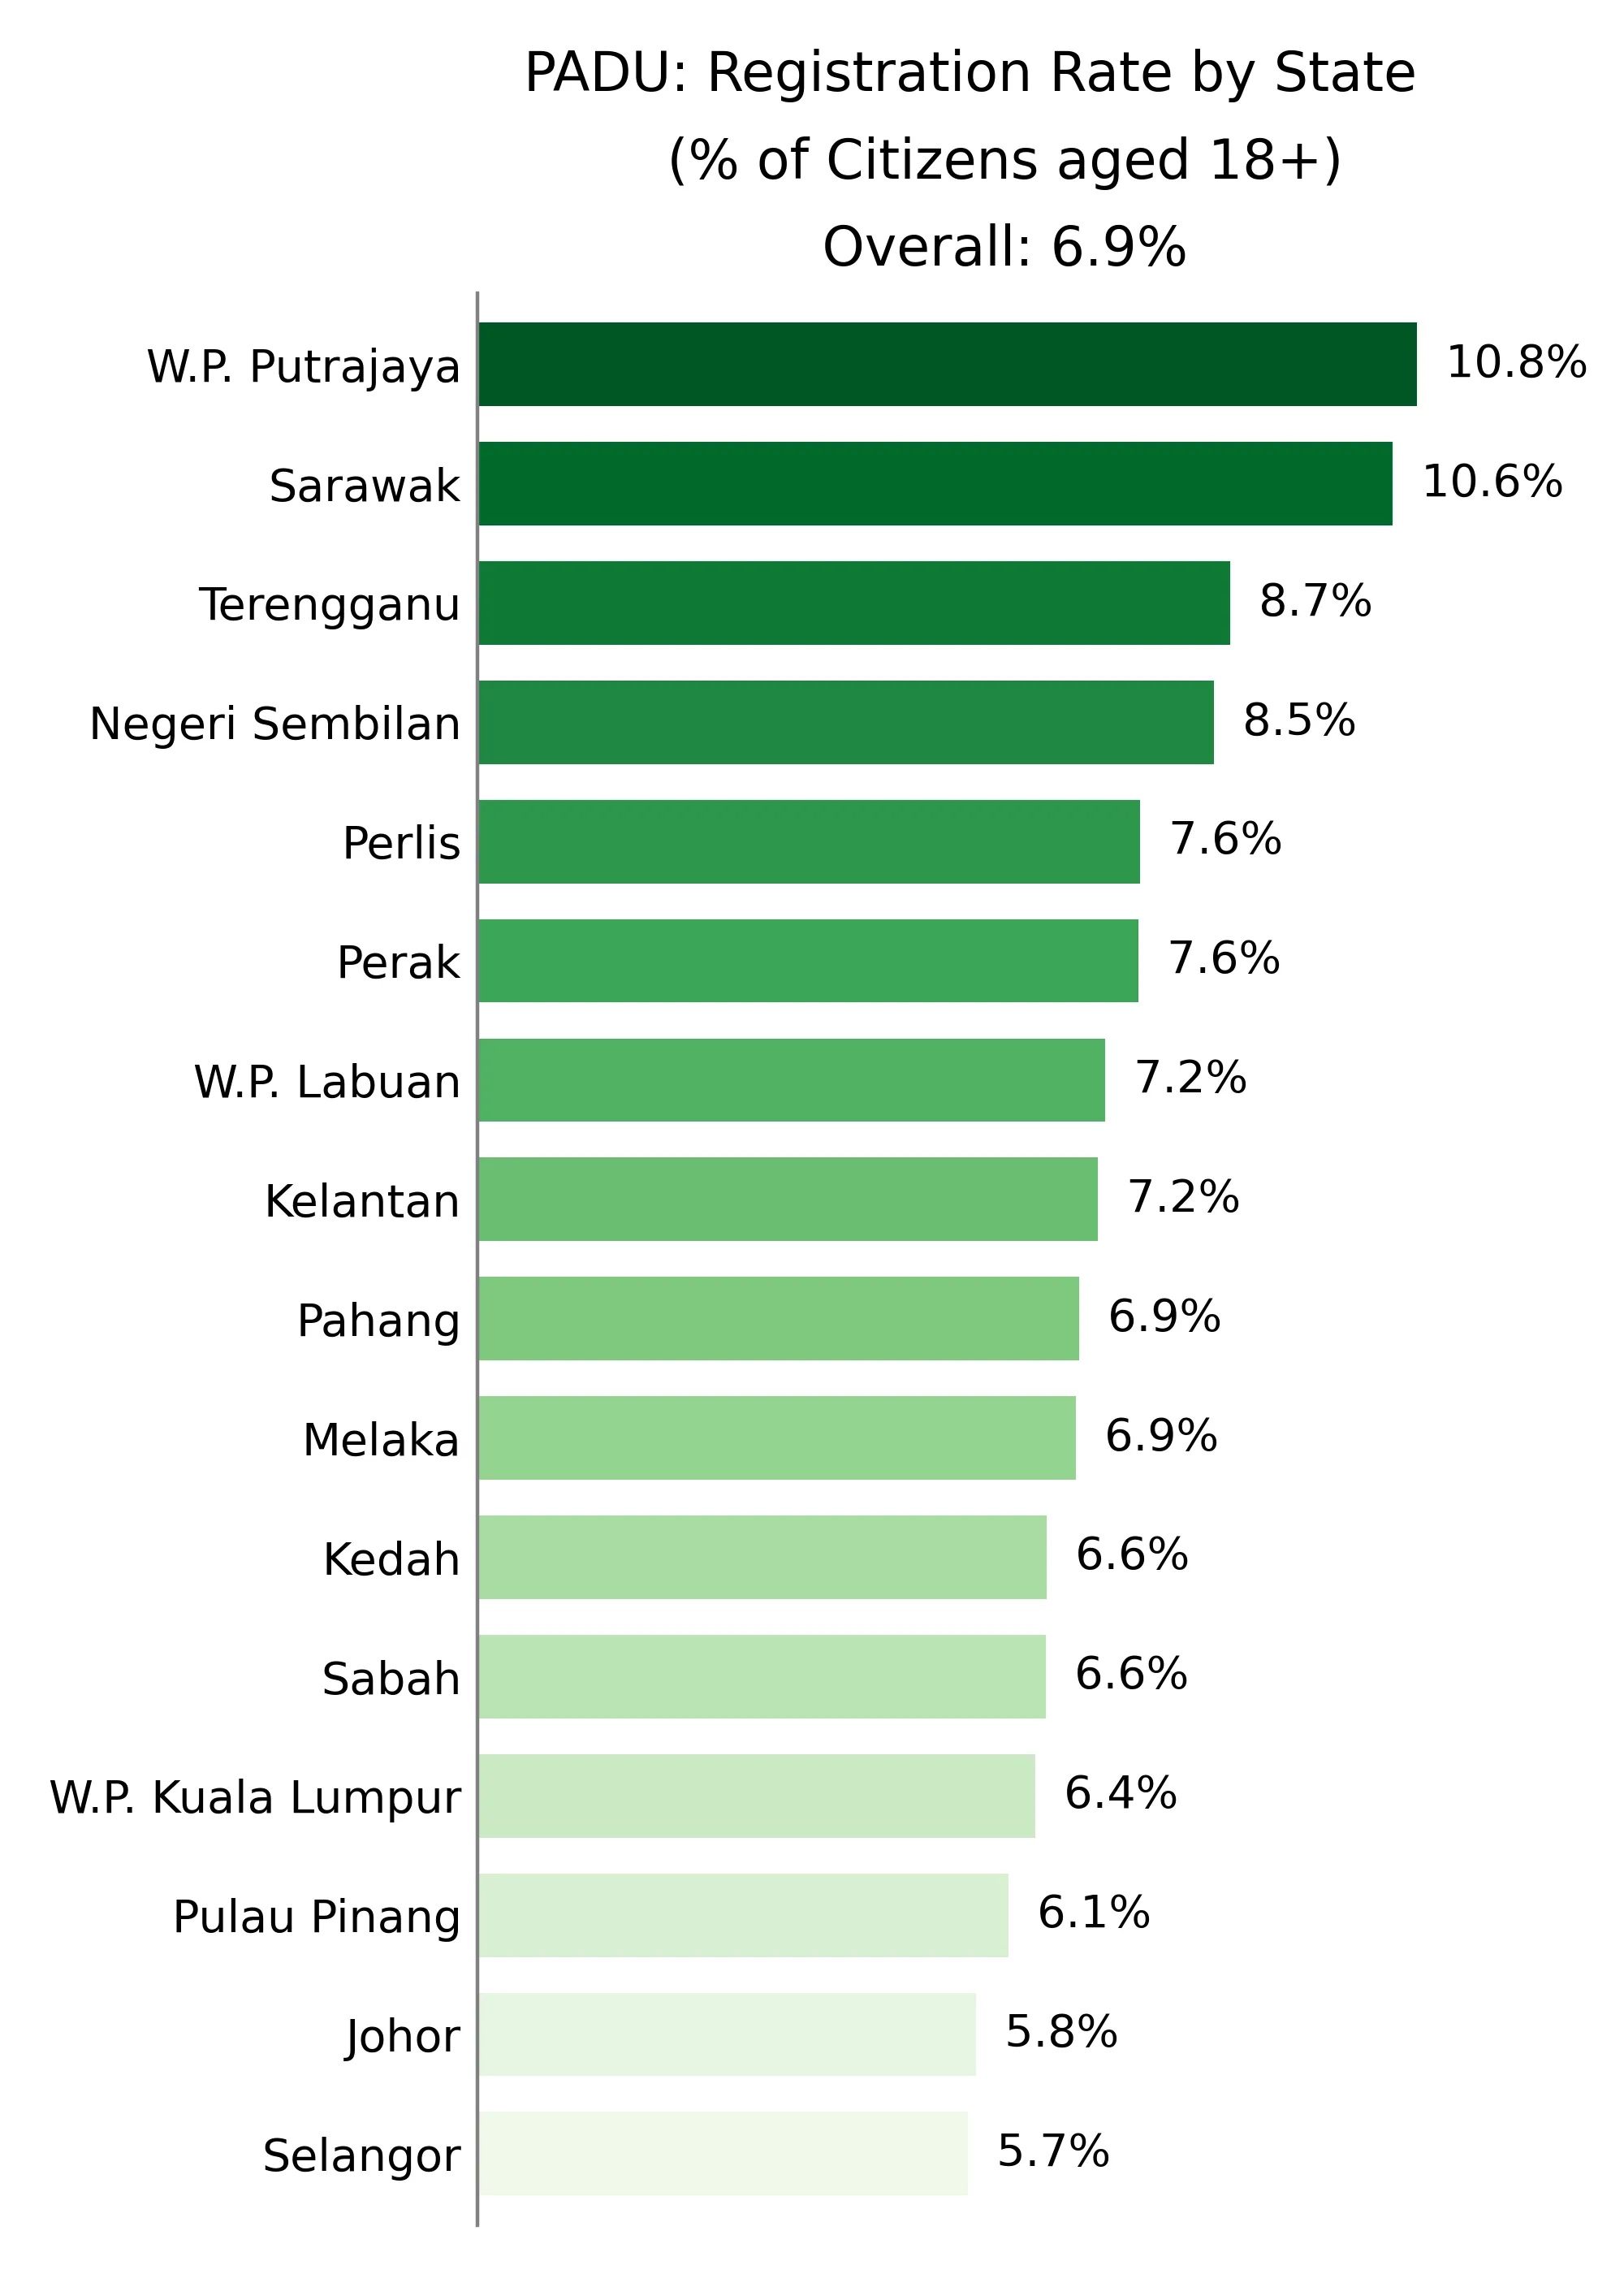 PADU: Registration Rate by State
(% of Citizens aged 18+)
Overall: 6.9%
W.P. Putrajaya 10.8%
Sarawak 10.6%
Terengganu 8.7%
Negeri Sembilan 8.5%
Perlis 7.6%
Perak 7.6%
W.P. Labuan 7.2%
Kelantan 7.2%
Pahang 6.9%
Melaka 6.9%
Kedah 6.6%
Sabah 6.6%
W.P. Kuala Lumpur 6.4%
Pulau Pinang 6.1%
Johor 5.8%
Selangor 5.7%